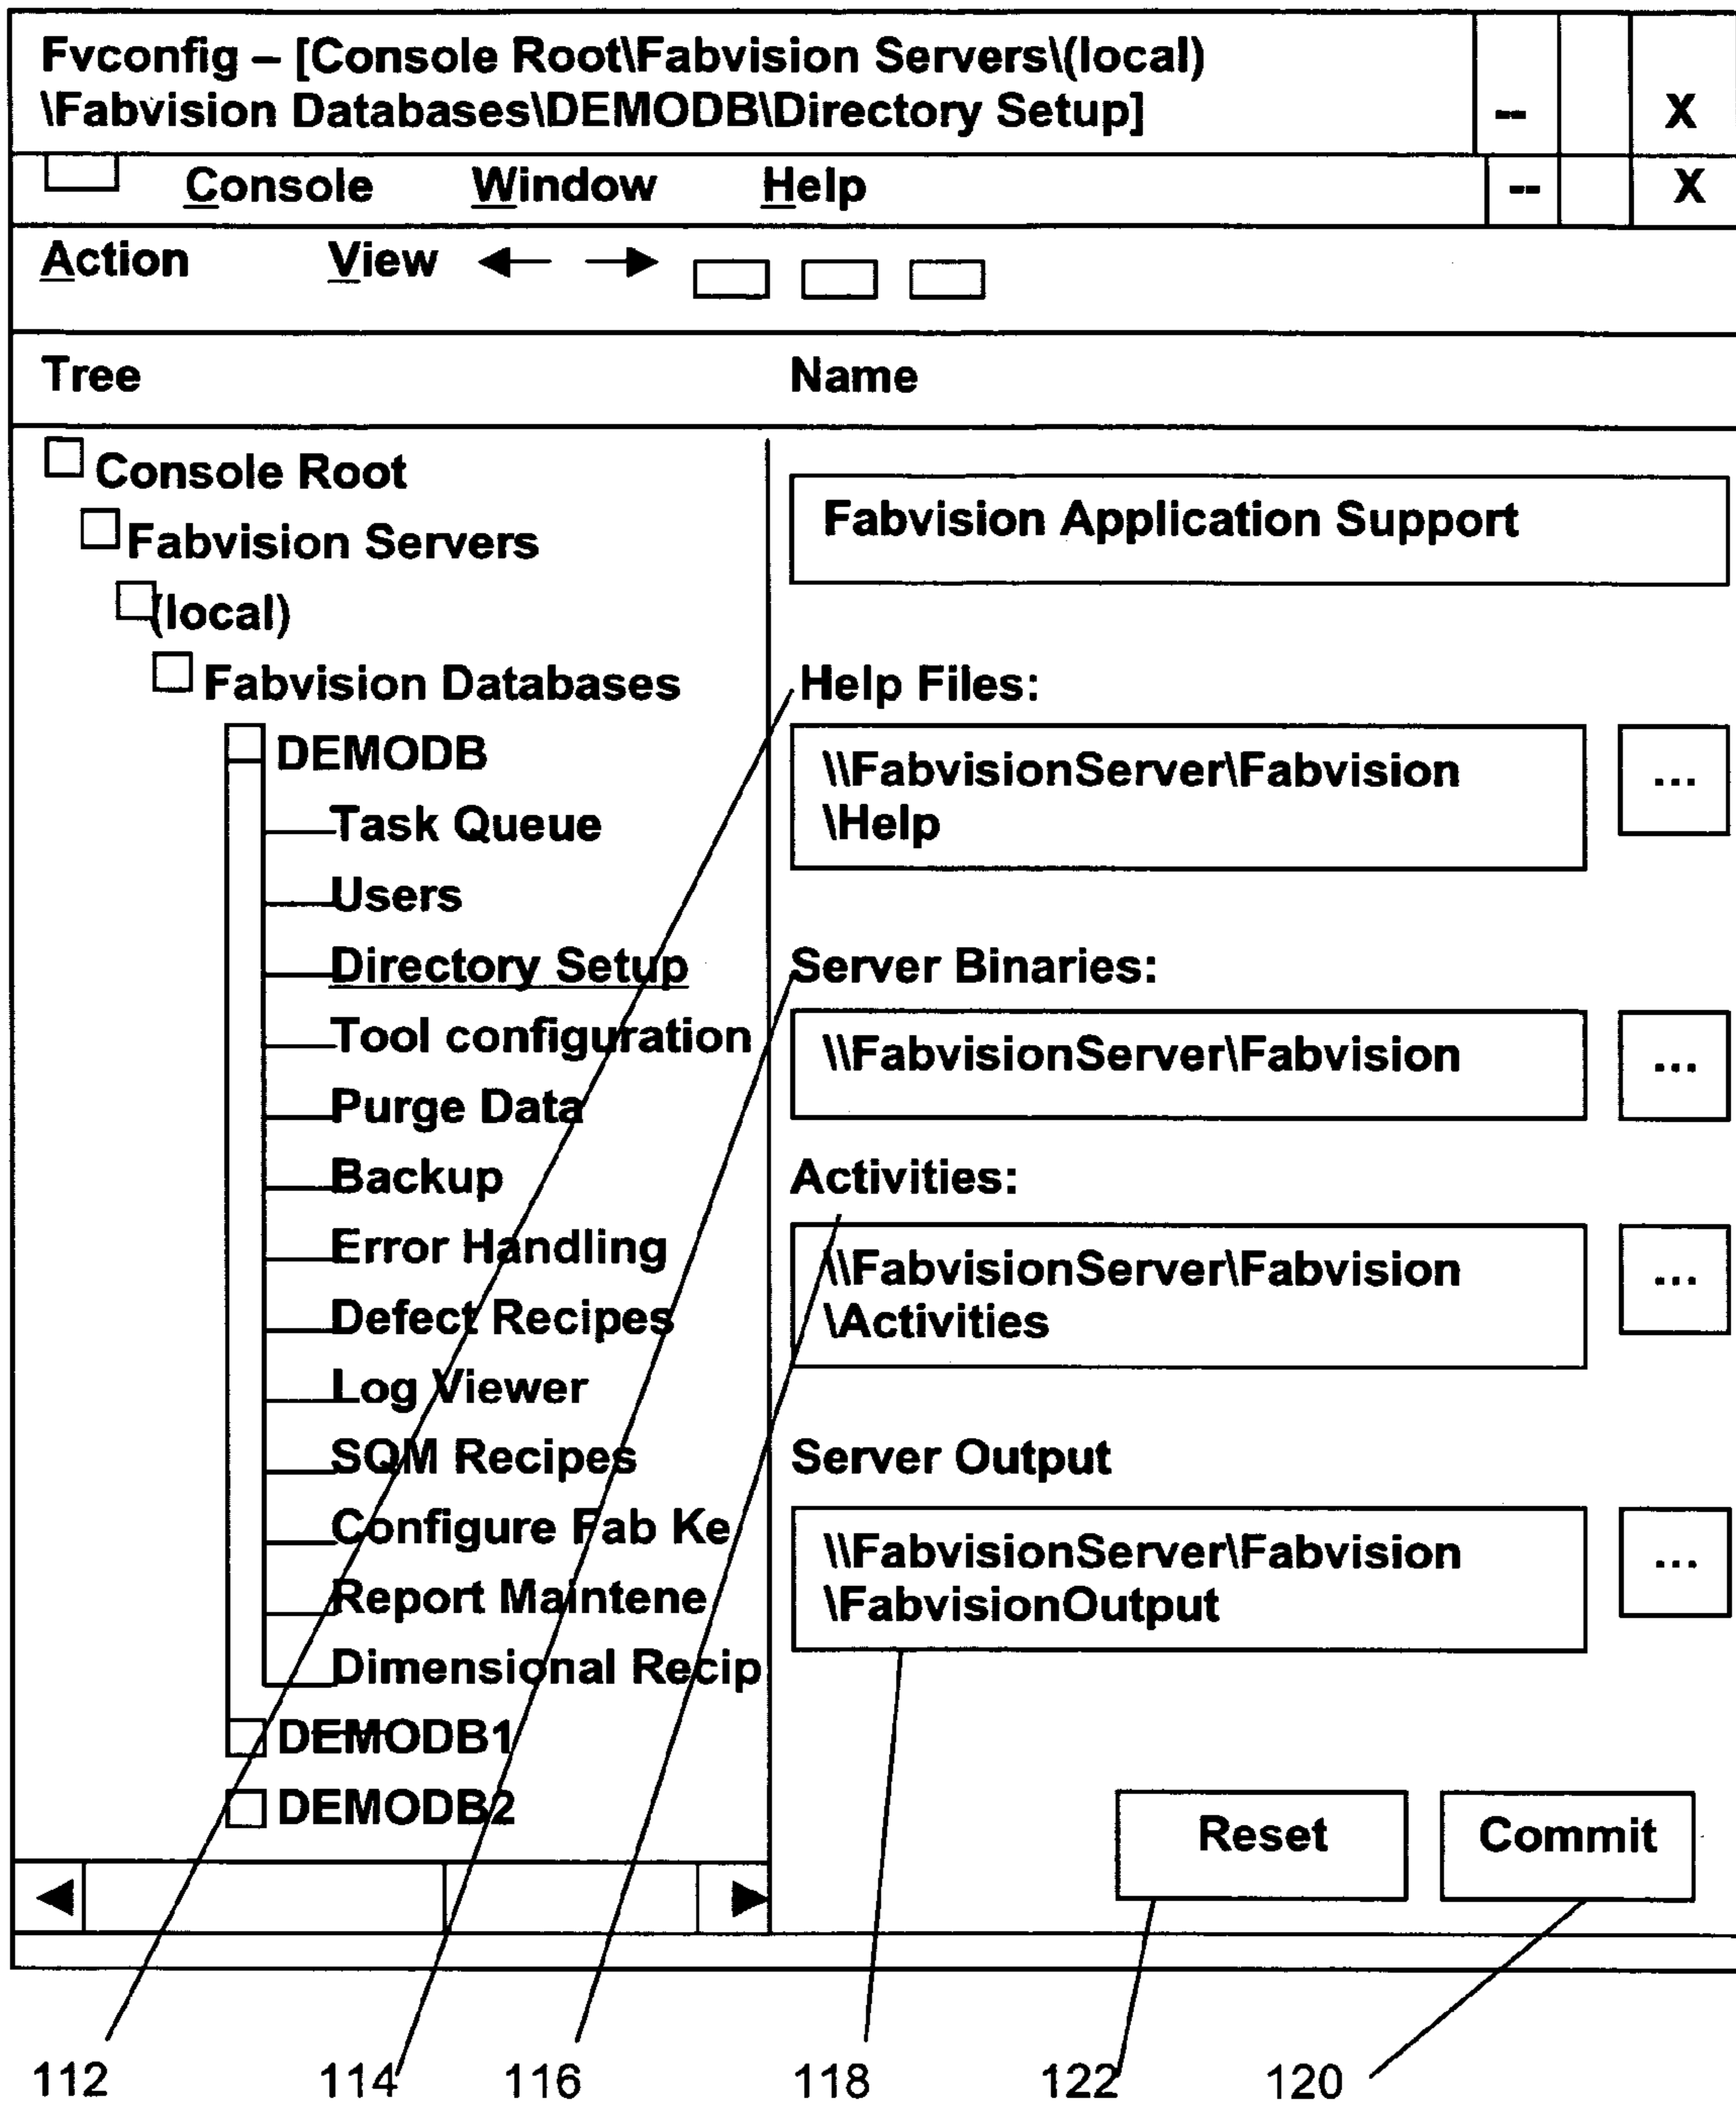 Fvconfig – [Console Root\Fabvision Servers\(local)
\Fabvision Databases\DEMODB\Directory Setup]
-- X
Console Window Help -- X
Action View
Tree Name
Console Root
Fabvision Servers
(local)
Fabvision Databases
DEMODB
Task Queue
Users
Directory Setup
Tool configuration
Purge Data
Backup
Error Handling
Defect Recipes
Log Viewer
SQM Recipes
Configure Fab Ke
Report Maintene
Dimensional Recip
DEMODB1
DEMODB2
Fabvision Application Support
Help Files:
\\FabvisionServer\Fabvision
\Help
...
Server Binaries:
\\FabvisionServer\Fabvision
...
Activities:
\\FabvisionServer\Fabvision
\Activities
...
Server Output
\\FabvisionServer\Fabvision
\FabvisionOutput
...
Reset Commit
112 114 116 118 122 120